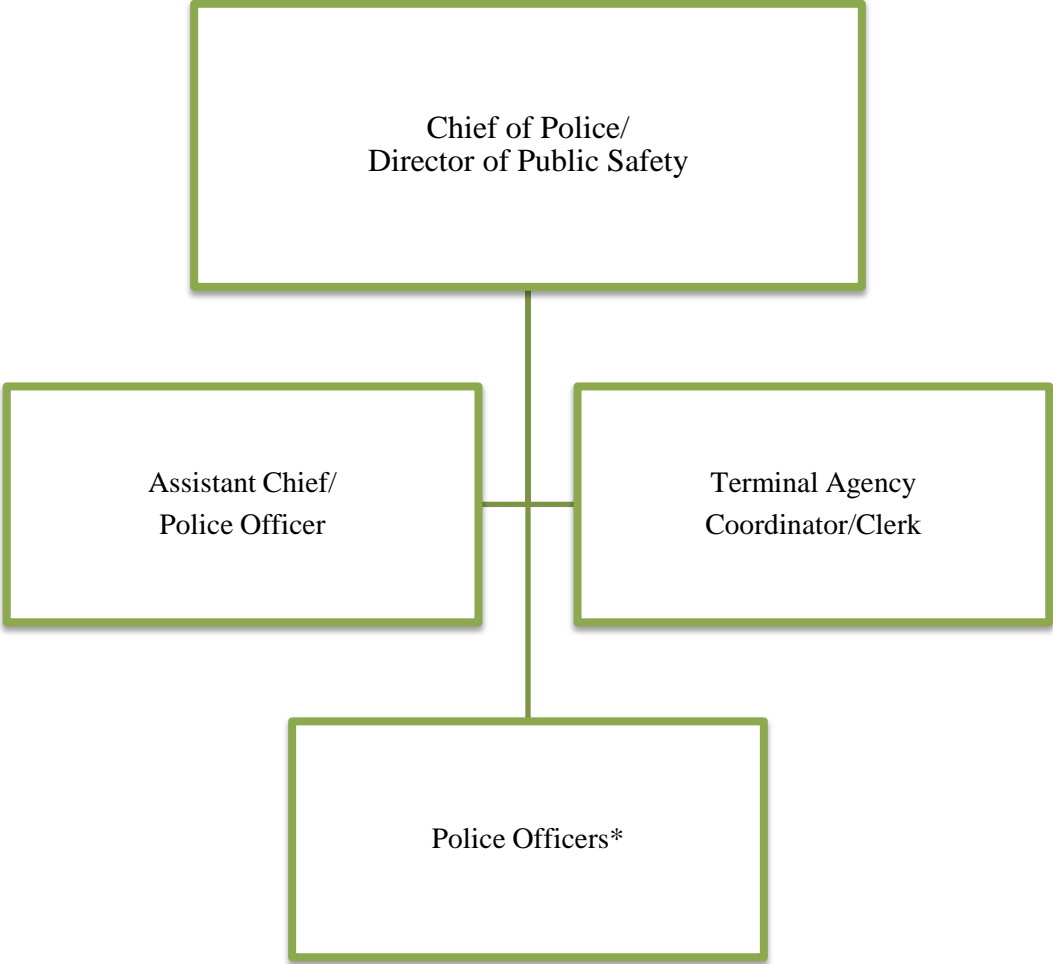 Chief of Police/
Director of Public Safety
Assistant Chief/
Police Officer
Terminal Agency
Coordinator/Clerk
Police Officers*